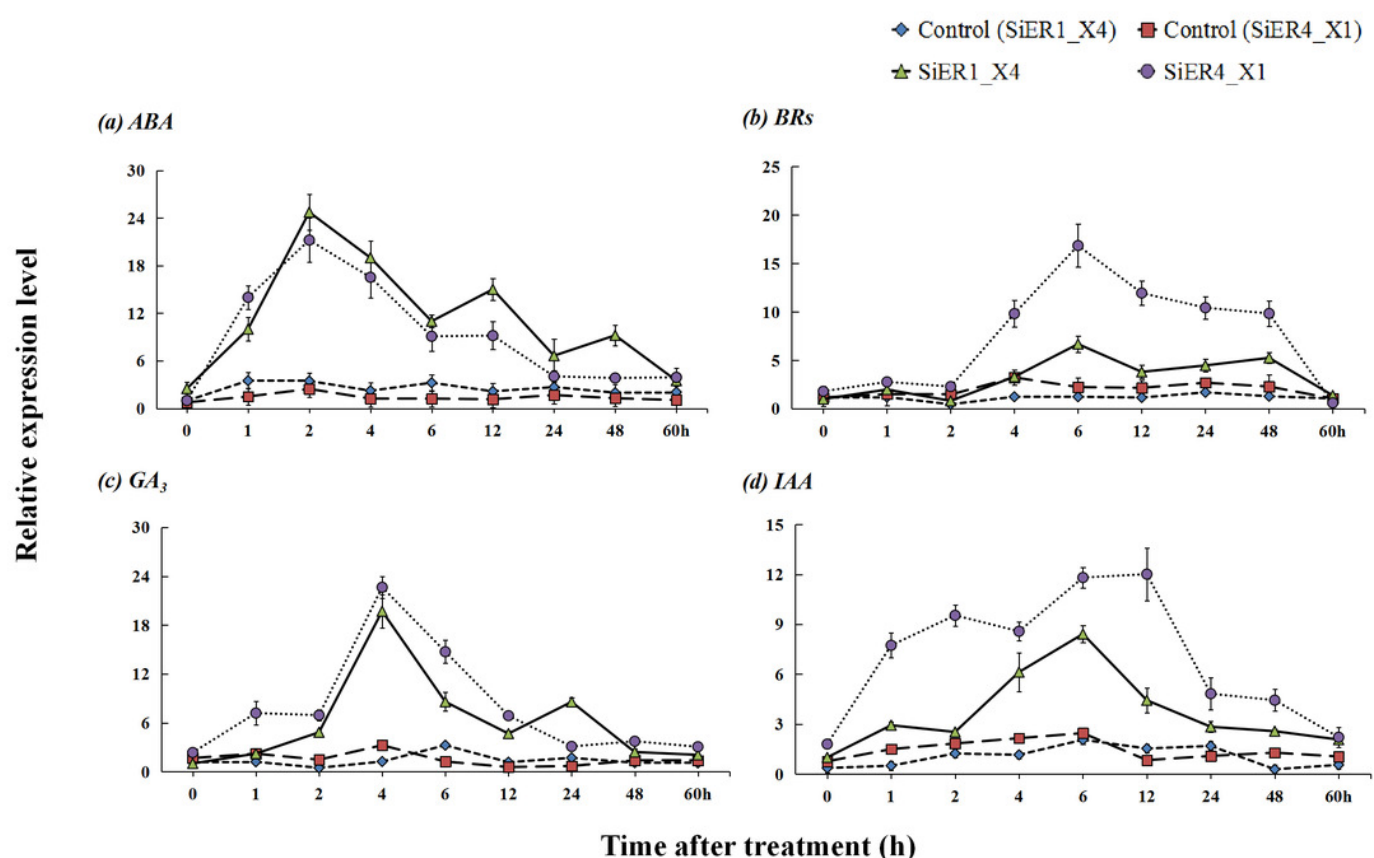 Control (SiER1_X4) Control (SiER4_X1)
SiER1_X4 SiER4_X1
(a) ABA
30
24
18
12
6
0
0 1 2 4 6 12 24 48 60h
(b) BRs
25
20
15
10
5
0
0 1 2 4 6 12 24 48 60h
Relative expression level
(c) GA₃
30
24
18
12
6
0
0 1 2 4 6 12 24 48 60h
(d) IAA
15
12
9
6
3
0
0 1 2 4 6 12 24 48 60h
Time after treatment (h)